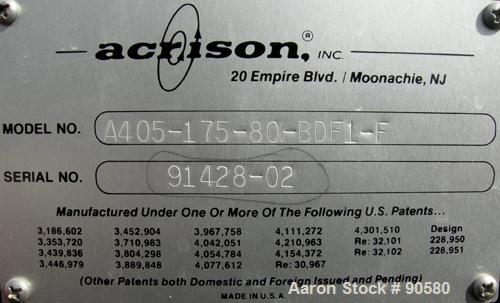 acrison,® INC.
20 Empire Blvd. / Moonachie, NJ
MODEL NO. A405-175-80-BDF1-F
SERIAL NO. 91428-02
Manufactured Under One Or More Of The Following U.S. Patents...
3,186,602 3,452,904 3,967,758 4,111,272 4,301,510 Design
3,353,720 3,710,983 4,042,051 4,210,963 Re: 32,101 228,950
3,439,836 3,804,298 4,054,784 4,154,372 Re: 32,102 228,951
3,446,979 3,889,848 4,077,612 Re: 30,967
(Other Patents both Domestic and Foreign Issued and Pending)
MADE IN U.S.A.
Aaron Stock # 90580